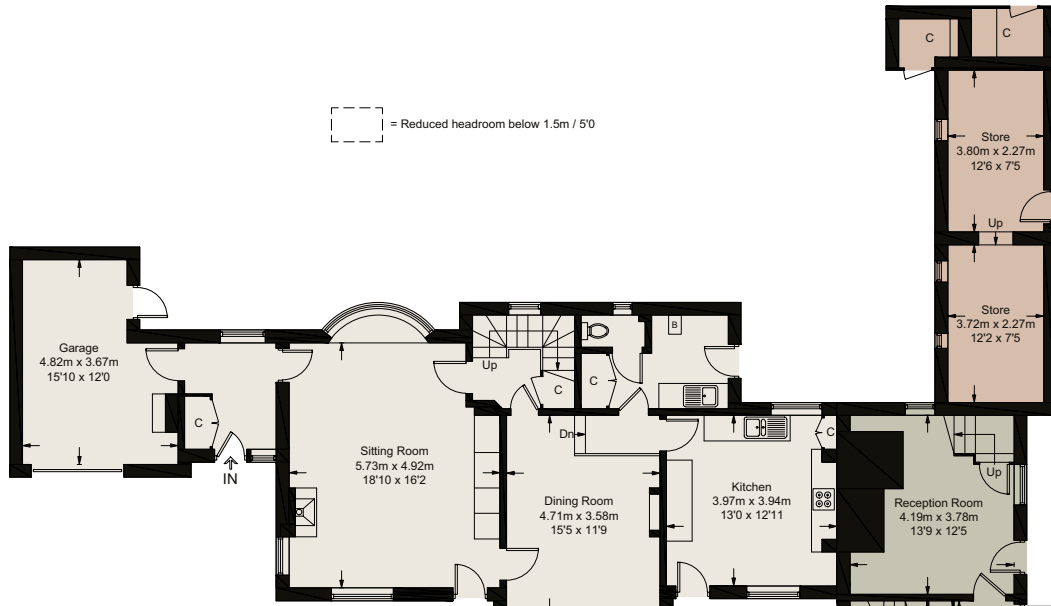 C
C
= Reduced headroom below 1.5m / 5'0
Store
3.80m x 2.27m
12'6 x 7'5
Up
Store
3.72m x 2.27m
12'2 x 7'5
Garage
4.82m x 3.67m
15'10 x 12'0
B
Up
C
C
C
IN
Sitting Room
5.73m x 4.92m
18'10 x 16'2
Dn
C
Dining Room
4.71m x 3.58m
15'5 x 11'9
Kitchen
3.97m x 3.94m
13'0 x 12'11
Up
Reception Room
4.19m x 3.78m
13'9 x 12'5